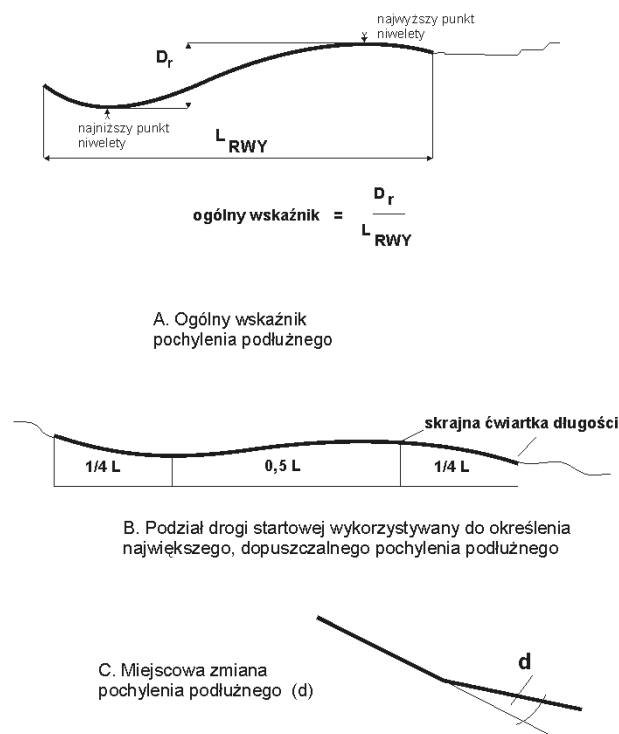 najwyższy punkt
niwelety
D r
najniższy punkt
niwelety
L RWY
ogólny wskaźnik = D r / L RWY
A. Ogólny wskaźnik
pochylenia podłużnego
skrajna ćwiartka długości
1/4 L 0,5 L 1/4 L
B. Podział drogi startowej wykorzystywany do określenia
największego, dopuszczalnego pochylenia podłużnego
d
C. Miejscowa zmiana
pochylenia podłużnego (d)